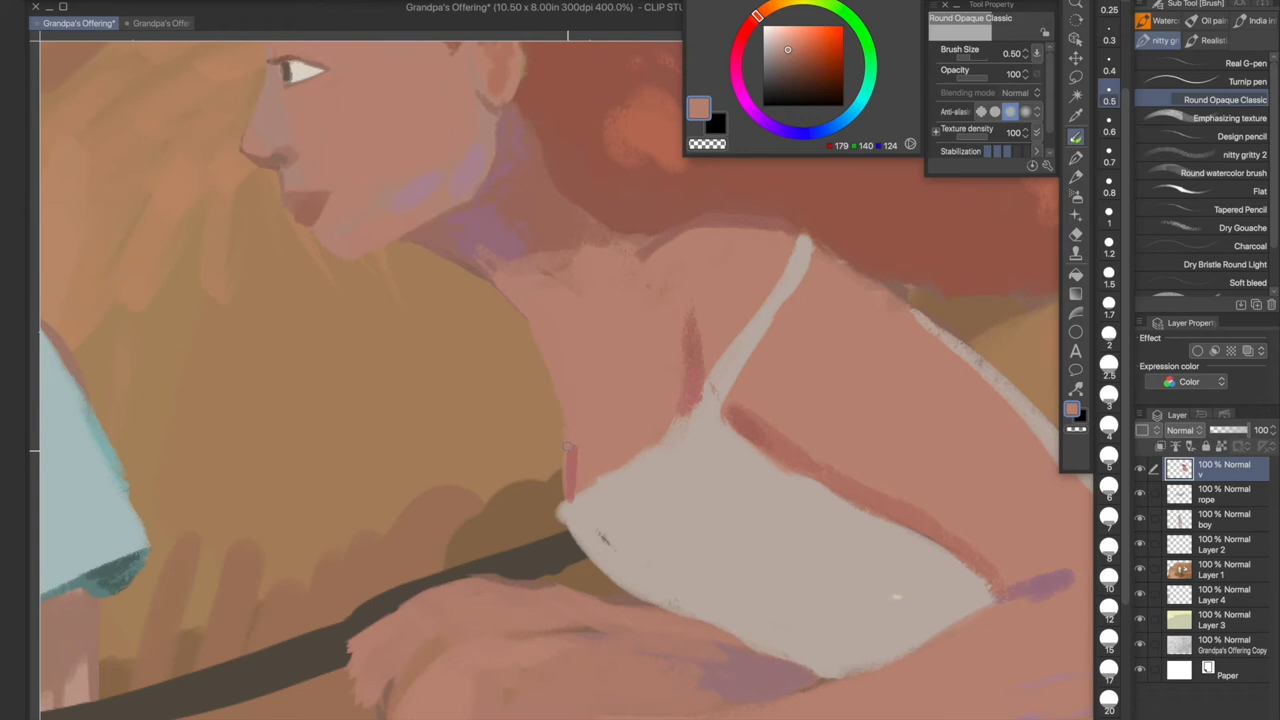 Grandpa's Offering* (10.50 x 8.00in 300dpi 400.0%) - CLIP STU
Grandpa's Offering*
Grandpa's Offe
179 140 124
Tool Property
Round Opaque Classic
Brush Size 0.50
Opacity 100
Blending mode Normal
Anti-alias
Texture density 100
Stabilization
0.25
0.3
0.4
0.5
0.6
0.7
0.8
1
1.2
1.5
1.7
2
2.5
3
4
5
6
7
8
10
12
15
17
20
Sub Tool [Brush]
Waterc
Oil pain
India in
nitty gri
Realist
Real G-pen
Turnip pen
Round Opaque Classic
Emphasizing texture
Design pencil
nitty gritty 2
Round watercolor brush
Flat
Tapered Pencil
Dry Gouache
Charcoal
Dry Bristle Round Light
Soft bleed
Layer Propert
Effect
Expression color
Color
Layer
Normal 100
100 % Normal
v
100 % Normal
rope
100 % Normal
boy
100 % Normal
Layer 2
100 % Normal
Layer 1
100 % Normal
Layer 4
100 % Normal
Layer 3
100 % Normal
Grandpa's Offering Copy
Paper